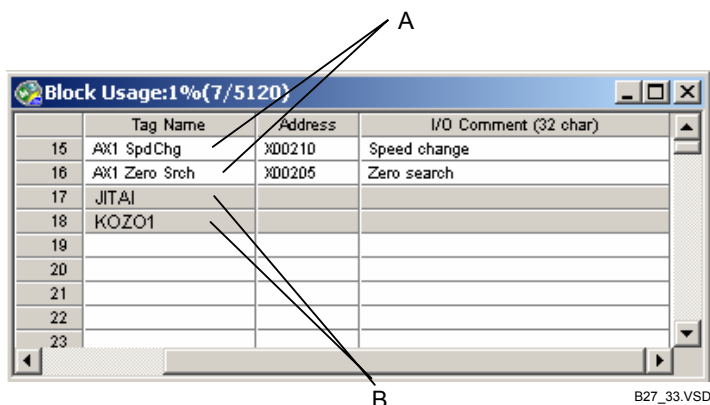 A
Block Usage:1%(7/5120)
Tag Name Address I/O Comment (32 char)
15 AX1 SpdChg X00210 Speed change
16 AX1 Zero Srch X00205 Zero search
17 JITAI
18 KOZO1
19
20
21
22
23
B
B27_33.VSD